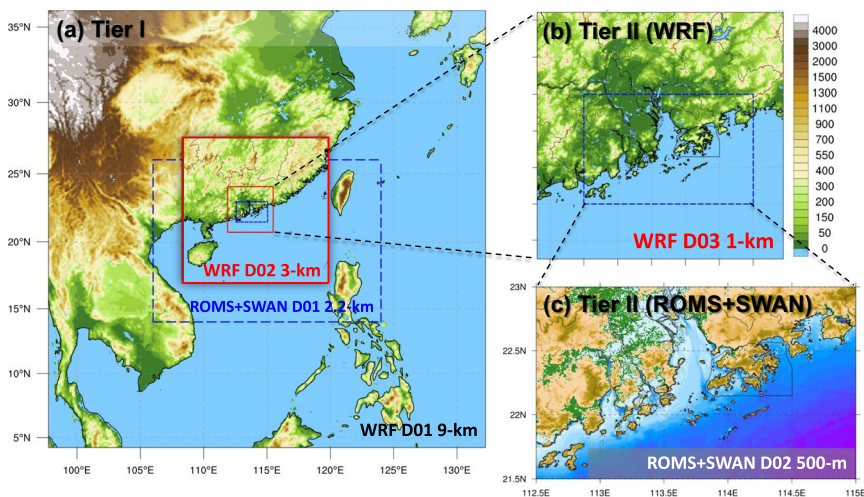 (a) Tier I
35°N
30°N
25°N
20°N
15°N
10°N
5°N
100°E
105°E
110°E
115°E
120°E
125°E
130°E
WRF D02 3-km
ROMS+SWAN D01 2.2-km
WRF D01 9-km
(b) Tier II (WRF)
WRF D03 1-km
4000
3000
2000
1500
1300
1100
900
700
550
400
300
200
150
50
0
(c) Tier II (ROMS+SWAN)
23N
22.5N
22N
21.5N
112.5E
113E
113.5E
114E
114.5E
115E
ROMS+SWAN D02 500-m